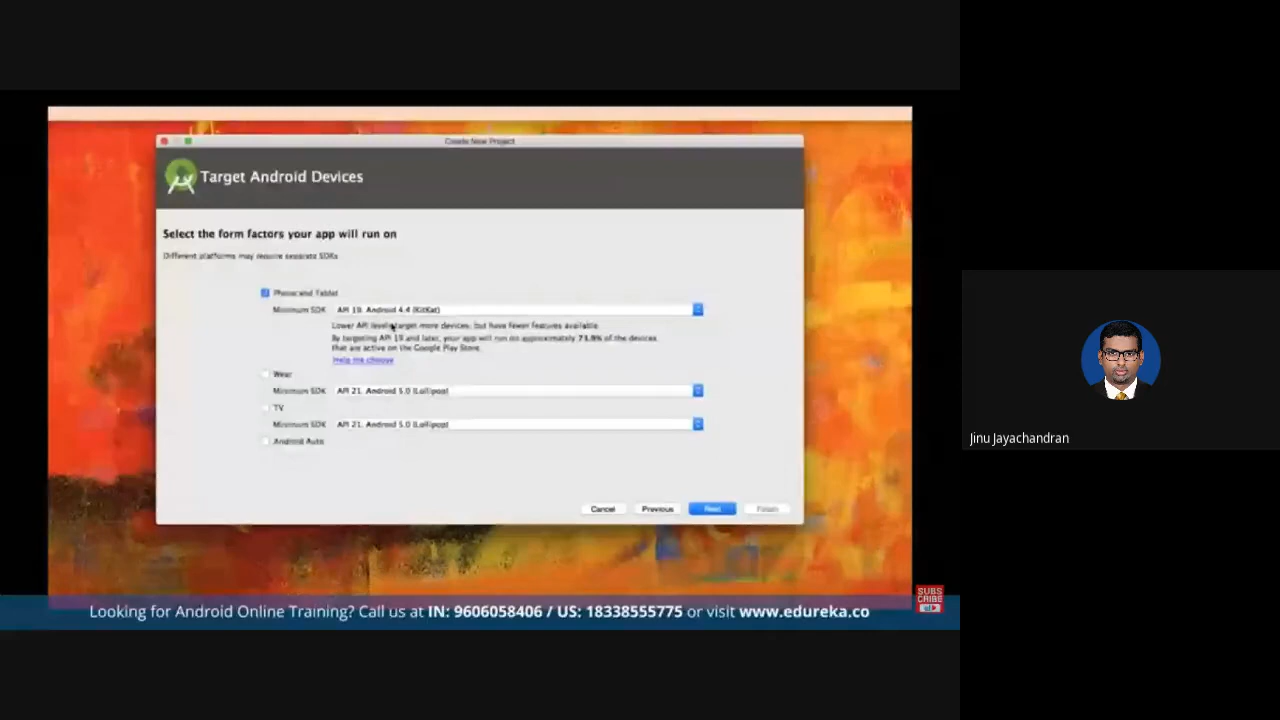 Create New Project
Target Android Devices
Select the form factors your app will run on
Different platforms may require separate SDKs
Phone and Tablet
Minimum SDK API 19: Android 4.4 (KitKat)
Lower API levels target more devices, but have fewer features available.
By targeting API 19 and later, your app will run on approximately 73.9% of the devices
that are active on the Google Play Store.
Help me choose
Wear
Minimum SDK API 21: Android 5.0 (Lollipop)
TV
Minimum SDK API 21: Android 5.0 (Lollipop)
Android Auto
Cancel Previous Next Finish
SUBS
CRIBE
Looking for Android Online Training? Call us at IN: 9606058406 / US: 18338555775 or visit www.edureka.co
Jinu Jayachandran